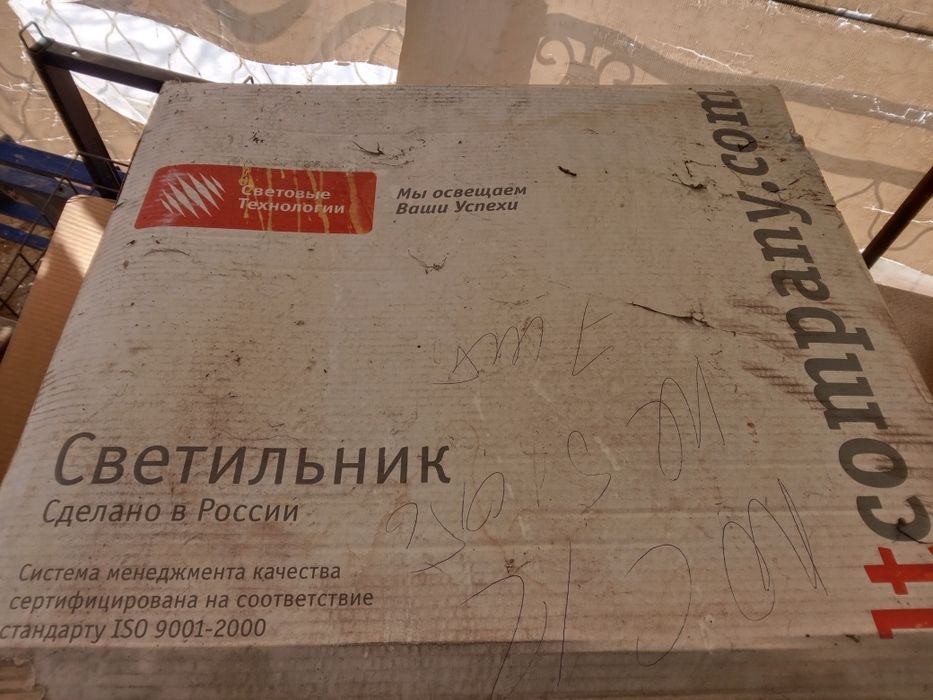 Световые
Технологии
Мы освещаем
Ваши Успехи
ltcompany.com
Светильник
Сделано в России
Система менеджмента качества
сертифицирована на соответствие
стандарту ISO 9001-2000